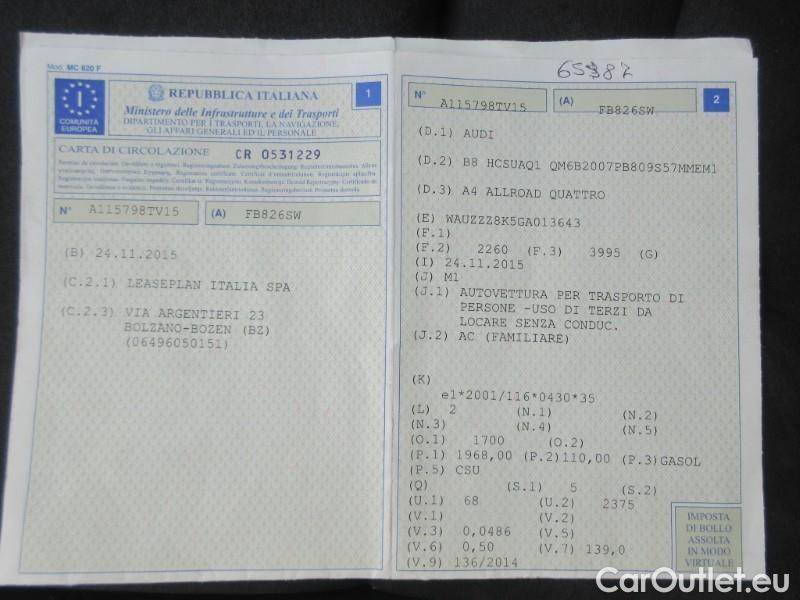 Mod. MC 820 F
I
COMUNITÀ
EUROPEA
REPUBBLICA ITALIANA
1
Ministero delle Infrastrutture e dei Trasporti
DIPARTIMENTO PER I TRASPORTI, LA NAVIGAZIONE,
GLI AFFARI GENERALI ED IL PERSONALE
CARTA DI CIRCOLAZIONE CR 0531229
N° A115798TV15 (A) FB826SW
(B) 24.11.2015
(C.2.1) LEASEPLAN ITALIA SPA
(C.2.3) VIA ARGENTIERI 23
BOLZANO-BOZEN (BZ)
(06496050151)
N° A115798TV15 (A) FB826SW 2
(D.1) AUDI
(D.2) B8 HCSUAQ1 QM6B2007PB809S57MMEM1
(D.3) A4 ALLROAD QUATTRO
(E) WAUZZZ8K5GA013643
(F.1)
(F.2) 2260 (F.3) 3995 (G)
(I) 24.11.2015
(J) M1
(J.1) AUTOVETTURA PER TRASPORTO DI
PERSONE -USO DI TERZI DA
LOCARE SENZA CONDUC.
(J.2) AC (FAMILIARE)
(K)
e1*2001/116*0430*35
(L) 2 (N.1) (N.2)
(N.3) (N.4) (N.5)
(O.1) 1700 (O.2)
(P.1) 1968,00 (P.2)110,00 (P.3)GASOL
(P.5) CSU
(Q) (S.1) 5 (S.2)
(U.1) 68 (U.2) 2375
(V.1) (V.2)
(V.3) 0,0486 (V.5)
(V.6) 0,50 (V.7) 139,0
(V.9) 136/2014
IMPOSTA
DI BOLLO
ASSOLTA
IN MODO
VIRTUALE
CarOutlet.eu